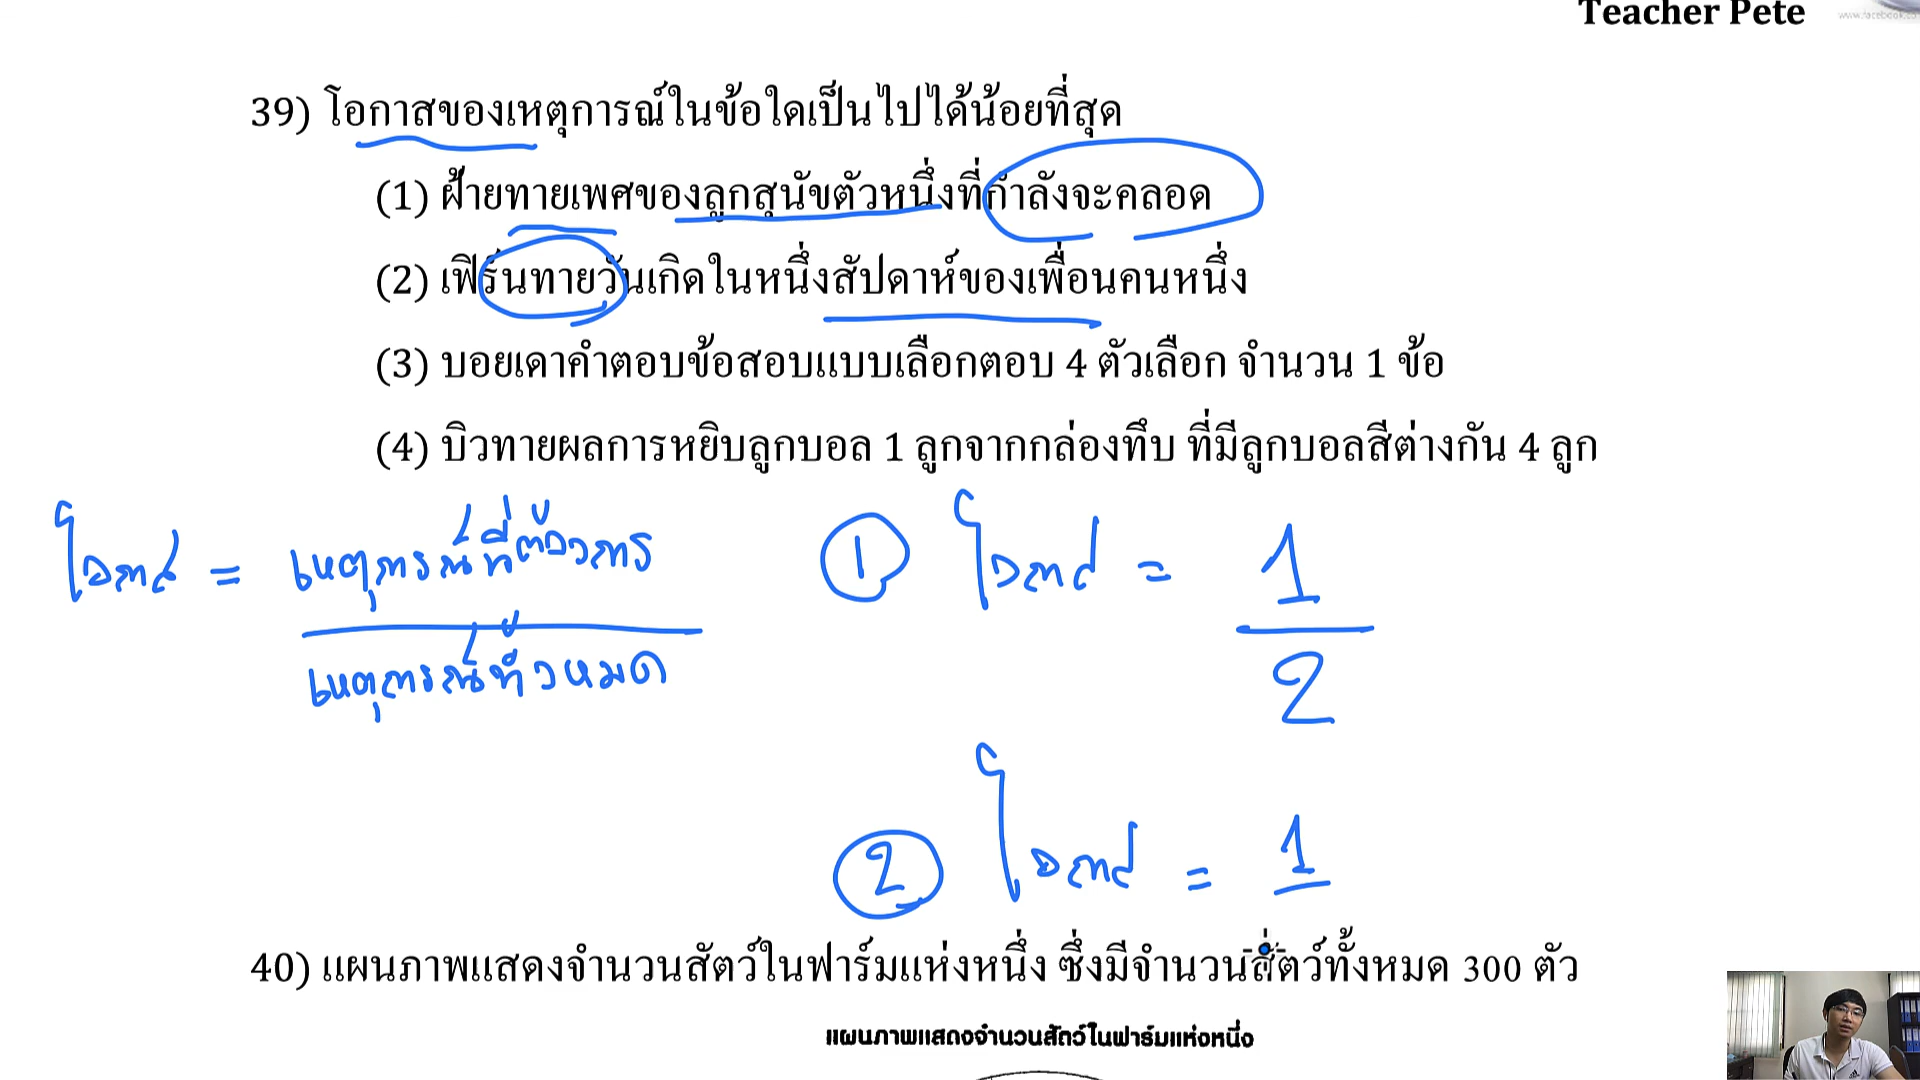 Teacher Pete
39) โอกาสของเหตุการณ์ในข้อใดเป็นไปได้น้อยที่สุด
(1) ฝ้ายทายเพศของลูกสุนัขตัวหนึ่งที่กำลังจะคลอด
(2) เฟิร์นทายวันเกิดในหนึ่งสัปดาห์ของเพื่อนคนหนึ่ง
(3) บอยเดาคำตอบข้อสอบแบบเลือกตอบ 4 ตัวเลือก จำนวน 1 ข้อ
(4) บิวทายผลการหยิบลูกบอล 1 ลูกจากกล่องทึบ ที่มีลูกบอลสีต่างกัน 4 ลูก
โอกาส = เหตุการณ์ที่ต้องการ
เหตุการณ์ทั้งหมด
1 โอกาส = 1
2
2 โอกาส = 1
40) แผนภาพแสดงจำนวนสัตว์ในฟาร์มแห่งหนึ่ง ซึ่งมีจำนวนสัตว์ทั้งหมด 300 ตัว
แผนภาพแสดงจำนวนสัตว์ในฟาร์มแห่งหนึ่ง